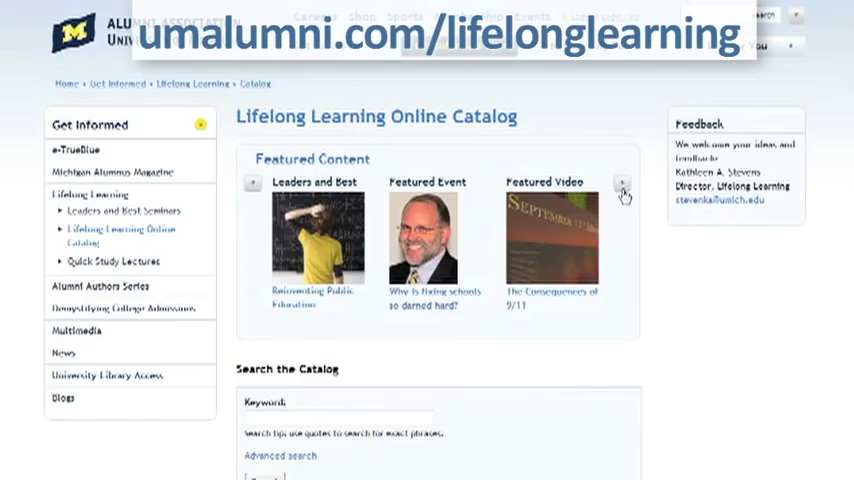 umalumni.com/lifelonglearning
Home • Get Informed • Lifelong Learning • Catalog
Get Informed
e-TrueBlue
Michigan Alumnus Magazine
Lifelong Learning
Leaders and Best Seminars
Lifelong Learning Online
Catalog
Quick Study Lectures
Alumni Authors Series
Demystifying College Admissions
Multimedia
News
University Library Access
Blogs
Lifelong Learning Online Catalog
Featured Content
Leaders and Best
Reinventing Public
Education
Featured Event
Why is fixing schools
so darned hard?
Featured Video
SEPTEMBER 11
The Consequences of
9/11
Search the Catalog
Keyword:
Search tip: use quotes to search for exact phrases.
Advanced search
Feedback
We welcome your ideas and
feedback:
Kathleen A. Stevens
Director, Lifelong Learning
stevenka@umich.edu